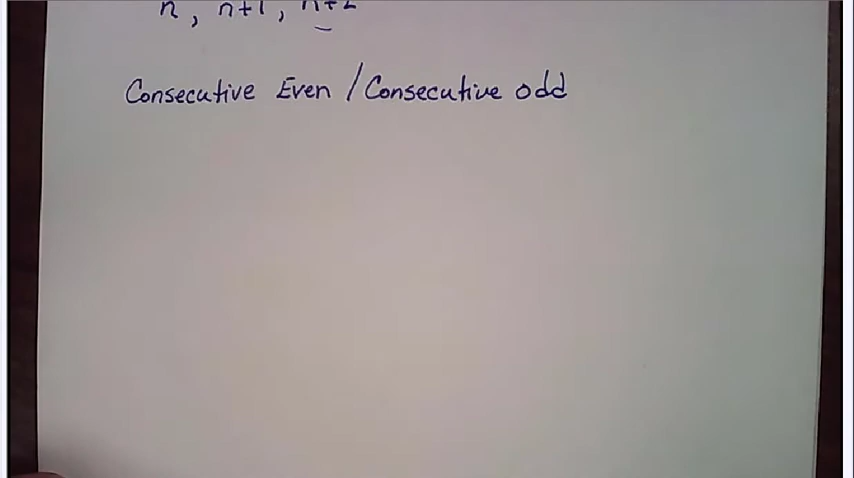 n, n+1, n+2
Consecutive Even / Consecutive odd